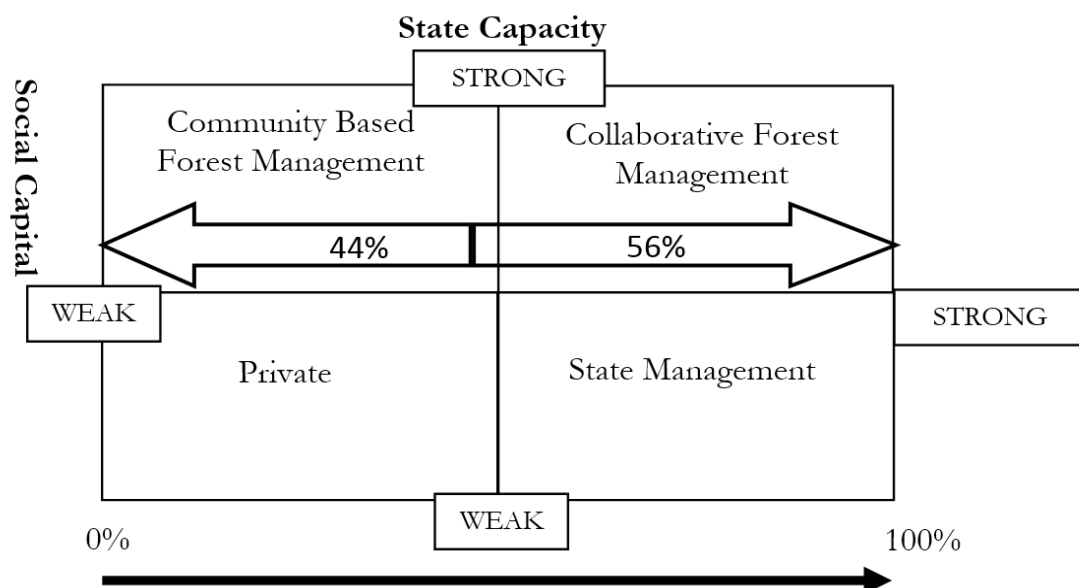 State Capacity
STRONG
Social Capital
Community Based
Forest Management
Collaborative Forest
Management
44%
56%
WEAK
STRONG
Private
State Management
WEAK
0%
100%